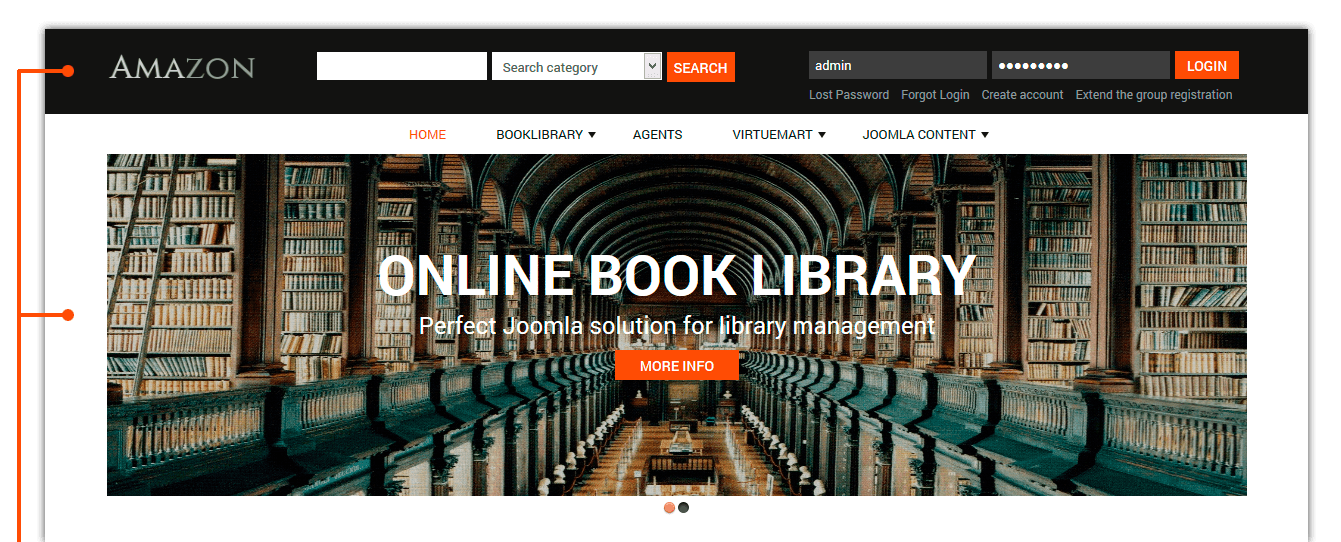 AMAZON
Search category
SEARCH
admin
LOGIN
Lost Password Forgot Login Create account Extend the group registration
HOME BOOKLIBRARY AGENTS VIRTUEMART JOOMLA CONTENT
ONLINE BOOK LIBRARY
Perfect Joomla solution for library management
MORE INFO